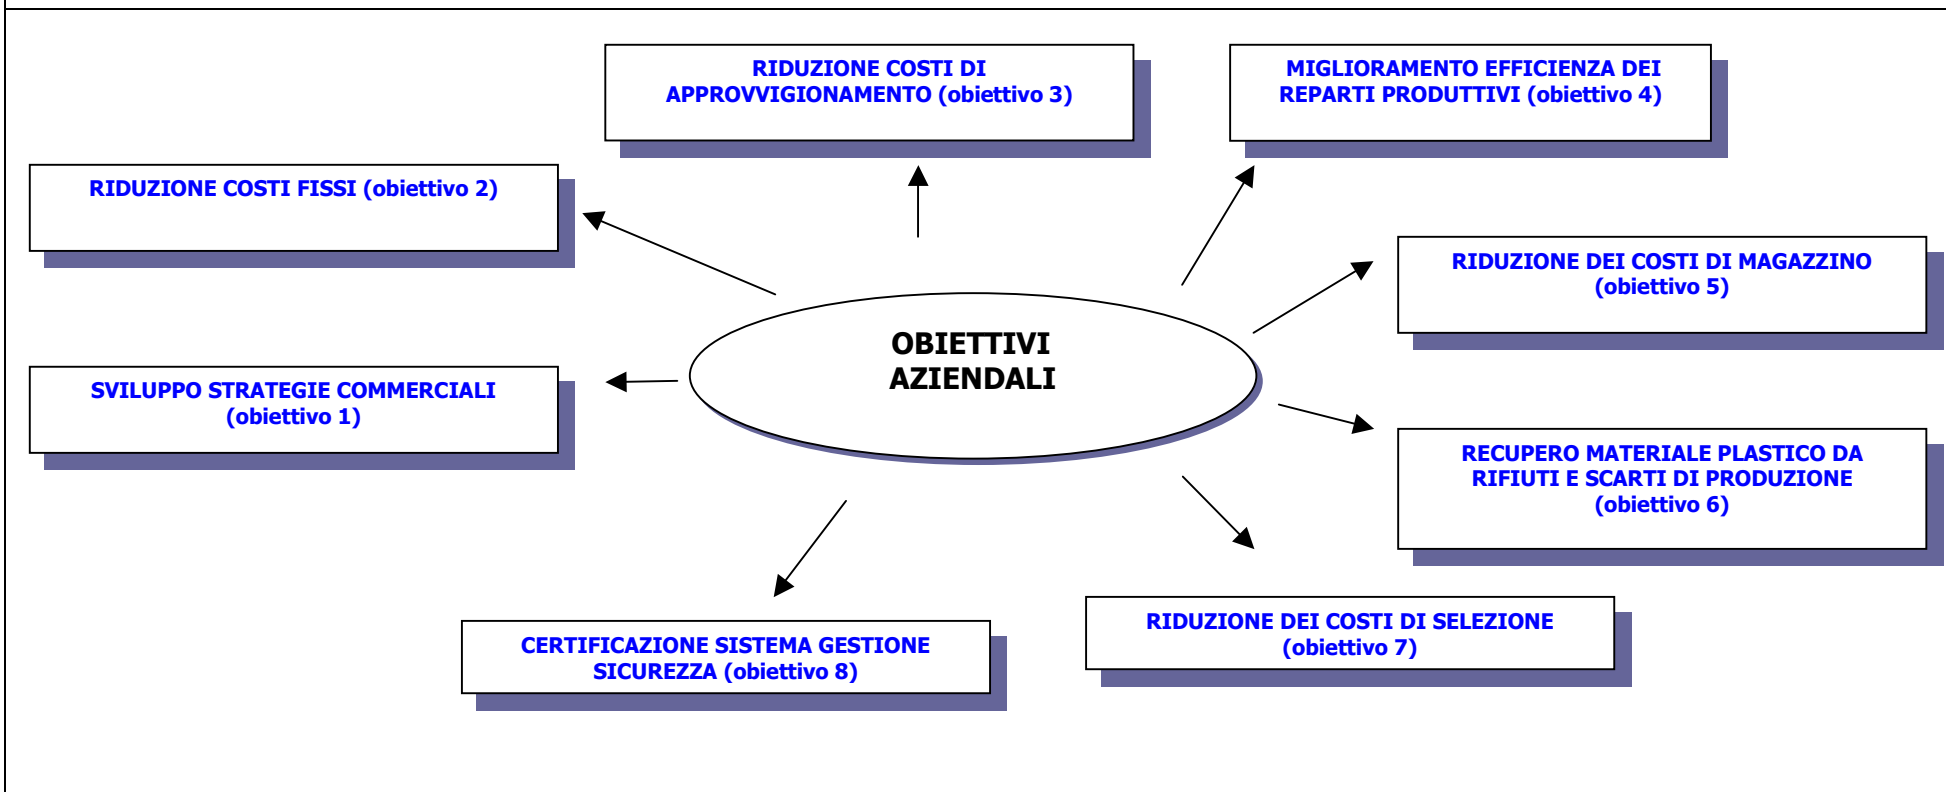 RIDUZIONE COSTI DI
APPROVVIGIONAMENTO (obiettivo 3)
MIGLIORAMENTO EFFICIENZA DEI
REPARTI PRODUTTIVI (obiettivo 4)
RIDUZIONE COSTI FISSI (obiettivo 2)
RIDUZIONE DEI COSTI DI MAGAZZINO
(obiettivo 5)
OBIETTIVI
AZIENDALI
SVILUPPO STRATEGIE COMMERCIALI
(obiettivo 1)
RECUPERO MATERIALE PLASTICO DA
RIFIUTI E SCARTI DI PRODUZIONE
(obiettivo 6)
RIDUZIONE DEI COSTI DI SELEZIONE
(obiettivo 7)
CERTIFICAZIONE SISTEMA GESTIONE
SICUREZZA (obiettivo 8)